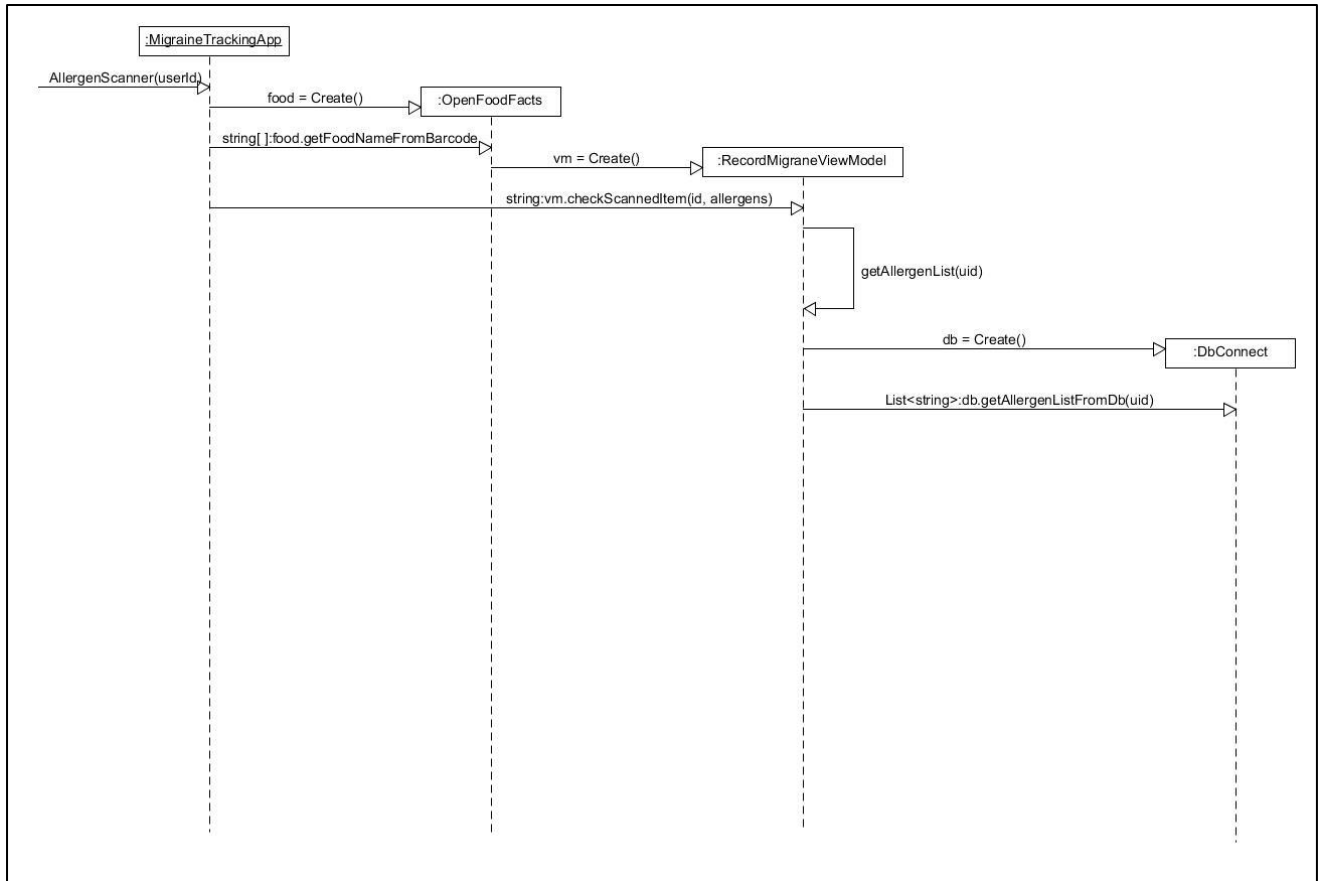 :MigraineTrackingApp
AllergenScanner(userId)
food = Create()
:OpenFoodFacts
string[ ]:food.getFoodNameFromBarcode
vm = Create()
:RecordMigraneViewModel
string:vm.checkScannedItem(id, allergens)
getAllergenList(uid)
db = Create()
:DbConnect
List<string>:db.getAllergenListFromDb(uid)